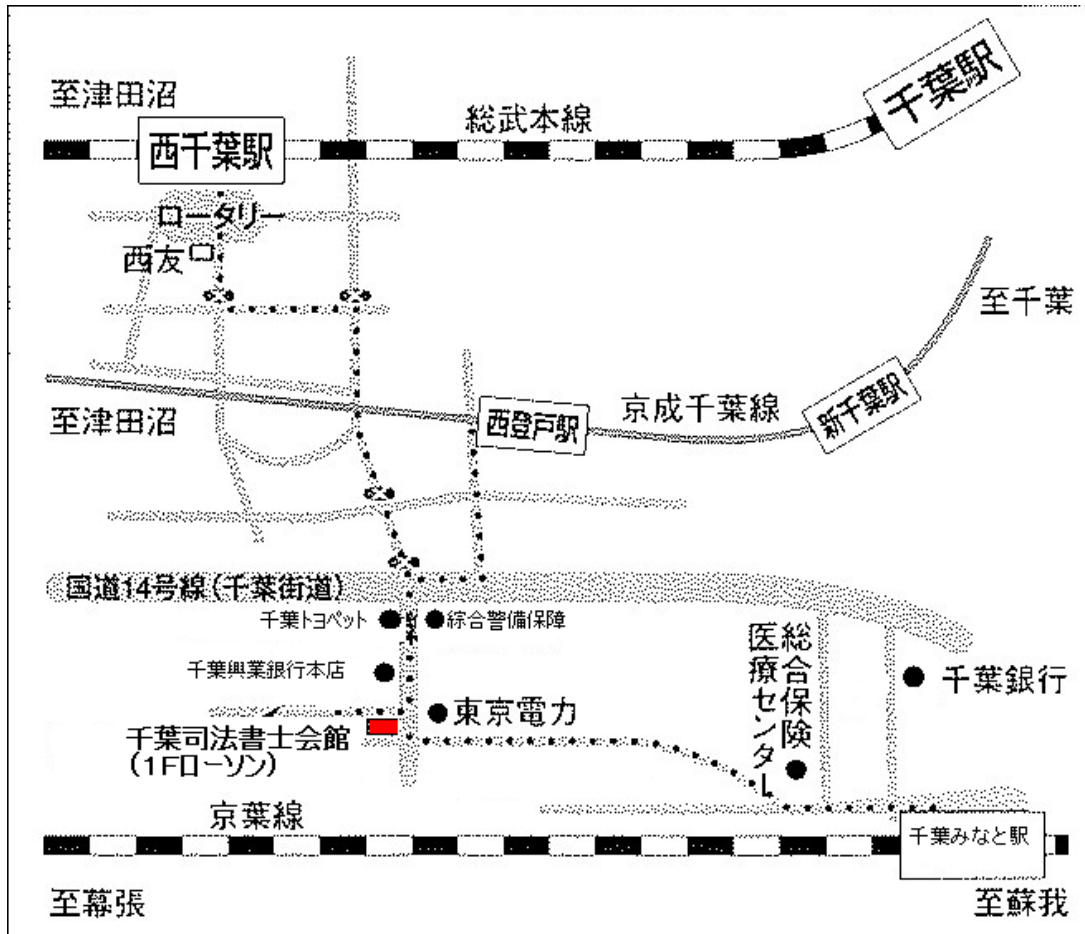 至津田沼
総武本線
千葉駅
西千葉駅
ロータリー
西友
至千葉
至津田沼
西登戸駅
京成千葉線
新千葉駅
国道14号線(千葉街道)
千葉トヨペット
綜合警備保障
千葉興業銀行本店
東京電力
総合保険
医療センター
千葉銀行
千葉司法書士会館
(1Fローソン)
京葉線
千葉みなと駅
至幕張
至蘇我